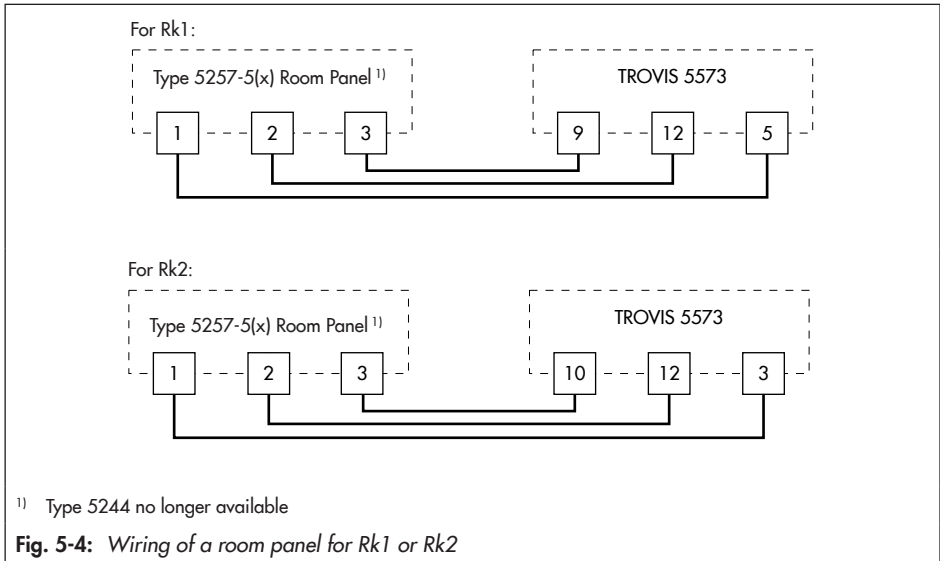 For Rk1:
Type 5257-5(x) Room Panel 1)
TROVIS 5573
1 2 3 9 12 5
For Rk2:
Type 5257-5(x) Room Panel 1)
TROVIS 5573
1 2 3 10 12 3
1) Type 5244 no longer available
Fig. 5-4: Wiring of a room panel for Rk1 or Rk2